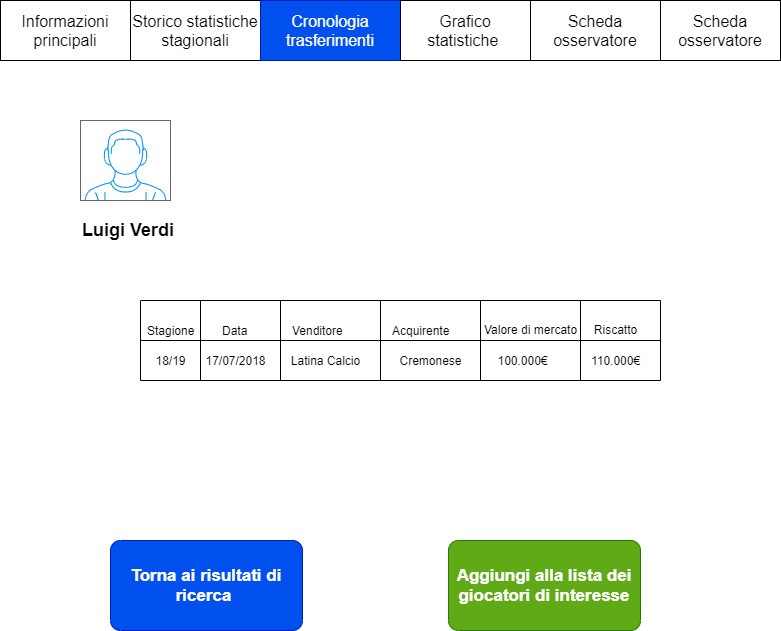 Informazioni
principali
Storico statistiche
stagionali
Cronologia
trasferimenti
Grafico
statistiche
Scheda
osservatore
Scheda
osservatore
Luigi Verdi
Stagione Data Venditore Acquirente Valore di mercato Riscatto
18/19 17/07/2018 Latina Calcio Cremonese 100.000€ 110.000€
Torna ai risultati di
ricerca
Aggiungi alla lista dei
giocatori di interesse